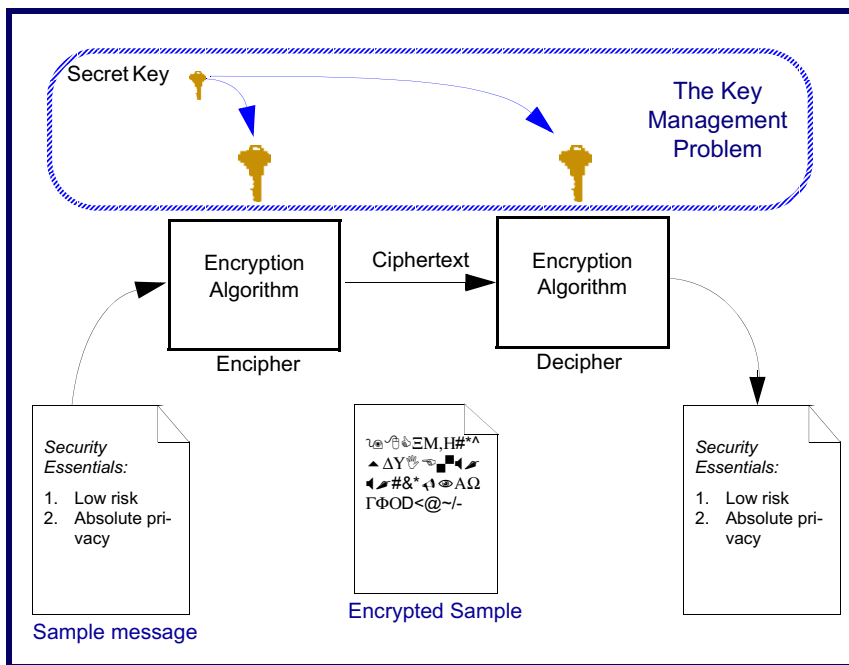 Secret Key
The Key
Management
Problem
Encryption
Algorithm
Ciphertext
Encryption
Algorithm
Encipher
Decipher
Security
Essentials:
1. Low risk
2. Absolute pri-
vacy
ΞΜ,Η#*^
ΔΥ
#&* ΑΩ
ΓΦΟD<@~/-
Security
Essentials:
1. Low risk
2. Absolute pri-
vacy
Sample message
Encrypted Sample